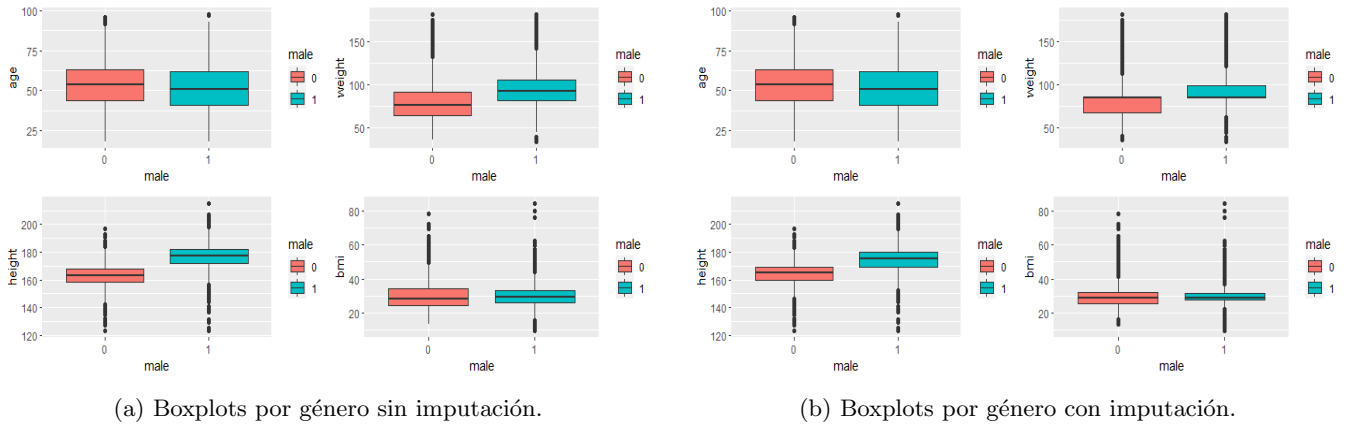 100
75
50
25
age
0
1
male
male
0
1
150
100
50
weight
0
1
male
male
0
1
200
180
160
140
120
height
0
1
male
male
0
1
80
60
40
20
bmi
0
1
male
male
0
1
(a) Boxplots por género sin imputación.
100
75
50
25
age
0
1
male
male
0
1
150
100
50
weight
0
1
male
male
0
1
200
180
160
140
120
height
0
1
male
male
0
1
80
60
40
20
bmi
0
1
male
male
0
1
(b) Boxplots por género con imputación.